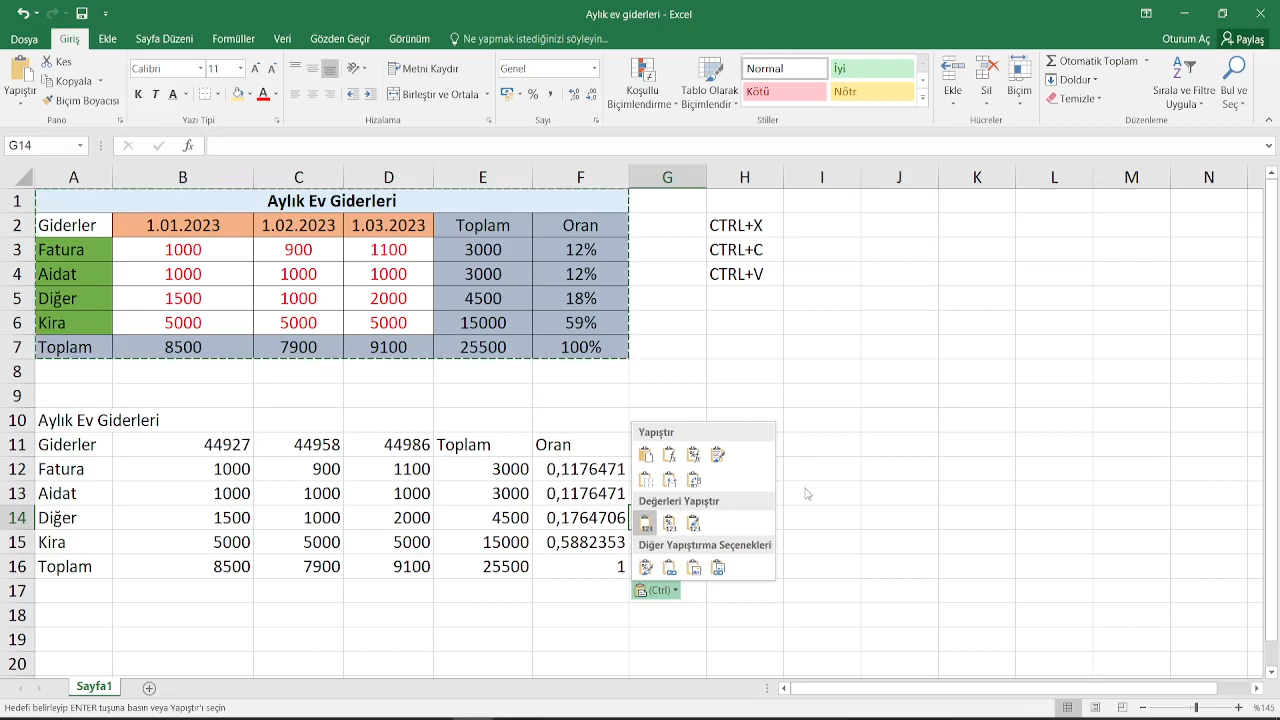 Aylık ev giderleri - Excel
Dosya Giriş Ekle Sayfa Düzeni Formüller Veri Gözden Geçir Görünüm Ne yapmak istediğinizi söyleyin... Oturum Aç Paylaş
Yapıştır
Kes
Kopyala
Biçim Boyacısı
Pano
Calibri 11
K T A
Yazı Tipi
Metni Kaydır
Birleştir ve Ortala
Hizalama
Genel
%
Sayı
Koşullu Biçimlendirme
Tablo Olarak Biçimlendir
Normal İyi
Kötü Nötr
Stiller
Ekle Sil Biçim
Hücreler
Otomatik Toplam
Doldur
Temizle
Sırala ve Filtre Uygula
Bul ve Seç
Düzenleme
G14 fx
A B C D E F G H I J K L M N
1 Aylık Ev Giderleri
2 Giderler 1.01.2023 1.02.2023 1.03.2023 Toplam Oran CTRL+X
3 Fatura 1000 900 1100 3000 12% CTRL+C
4 Aidat 1000 1000 1000 3000 12% CTRL+V
5 Diğer 1500 1000 2000 4500 18%
6 Kira 5000 5000 5000 15000 59%
7 Toplam 8500 7900 9100 25500 100%
8
9
10 Aylık Ev Giderleri
11 Giderler 44927 44958 44986 Toplam Oran
12 Fatura 1000 900 1100 3000 0,1176471
13 Aidat 1000 1000 1000 3000 0,1176471
14 Diğer 1500 1000 2000 4500 0,1764706
15 Kira 5000 5000 5000 15000 0,5882353
16 Toplam 8500 7900 9100 25500 1
17
18
19
20
Yapıştır
Değerleri Yapıştır
Diğer Yapıştırma Seçenekleri
(Ctrl)
Sayfa1
Hedefi belirleyip ENTER tuşuna basın veya Yapıştır'ı seçin
%145